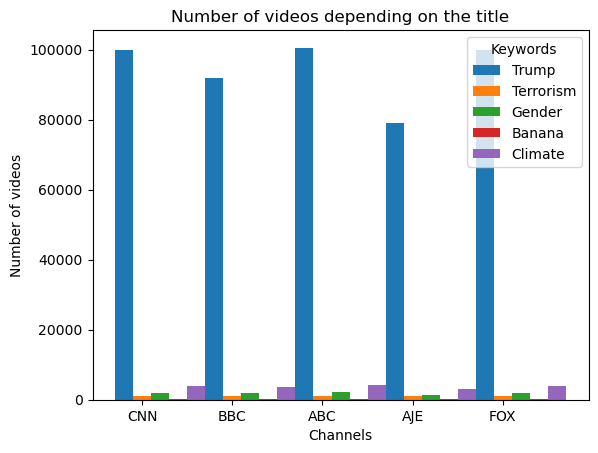 Number of videos depending on the title
Keywords
Trump
Terrorism
Gender
Banana
Climate
100000
80000
60000
40000
20000
0
Number of videos
CNN BBC ABC AJE FOX
Channels